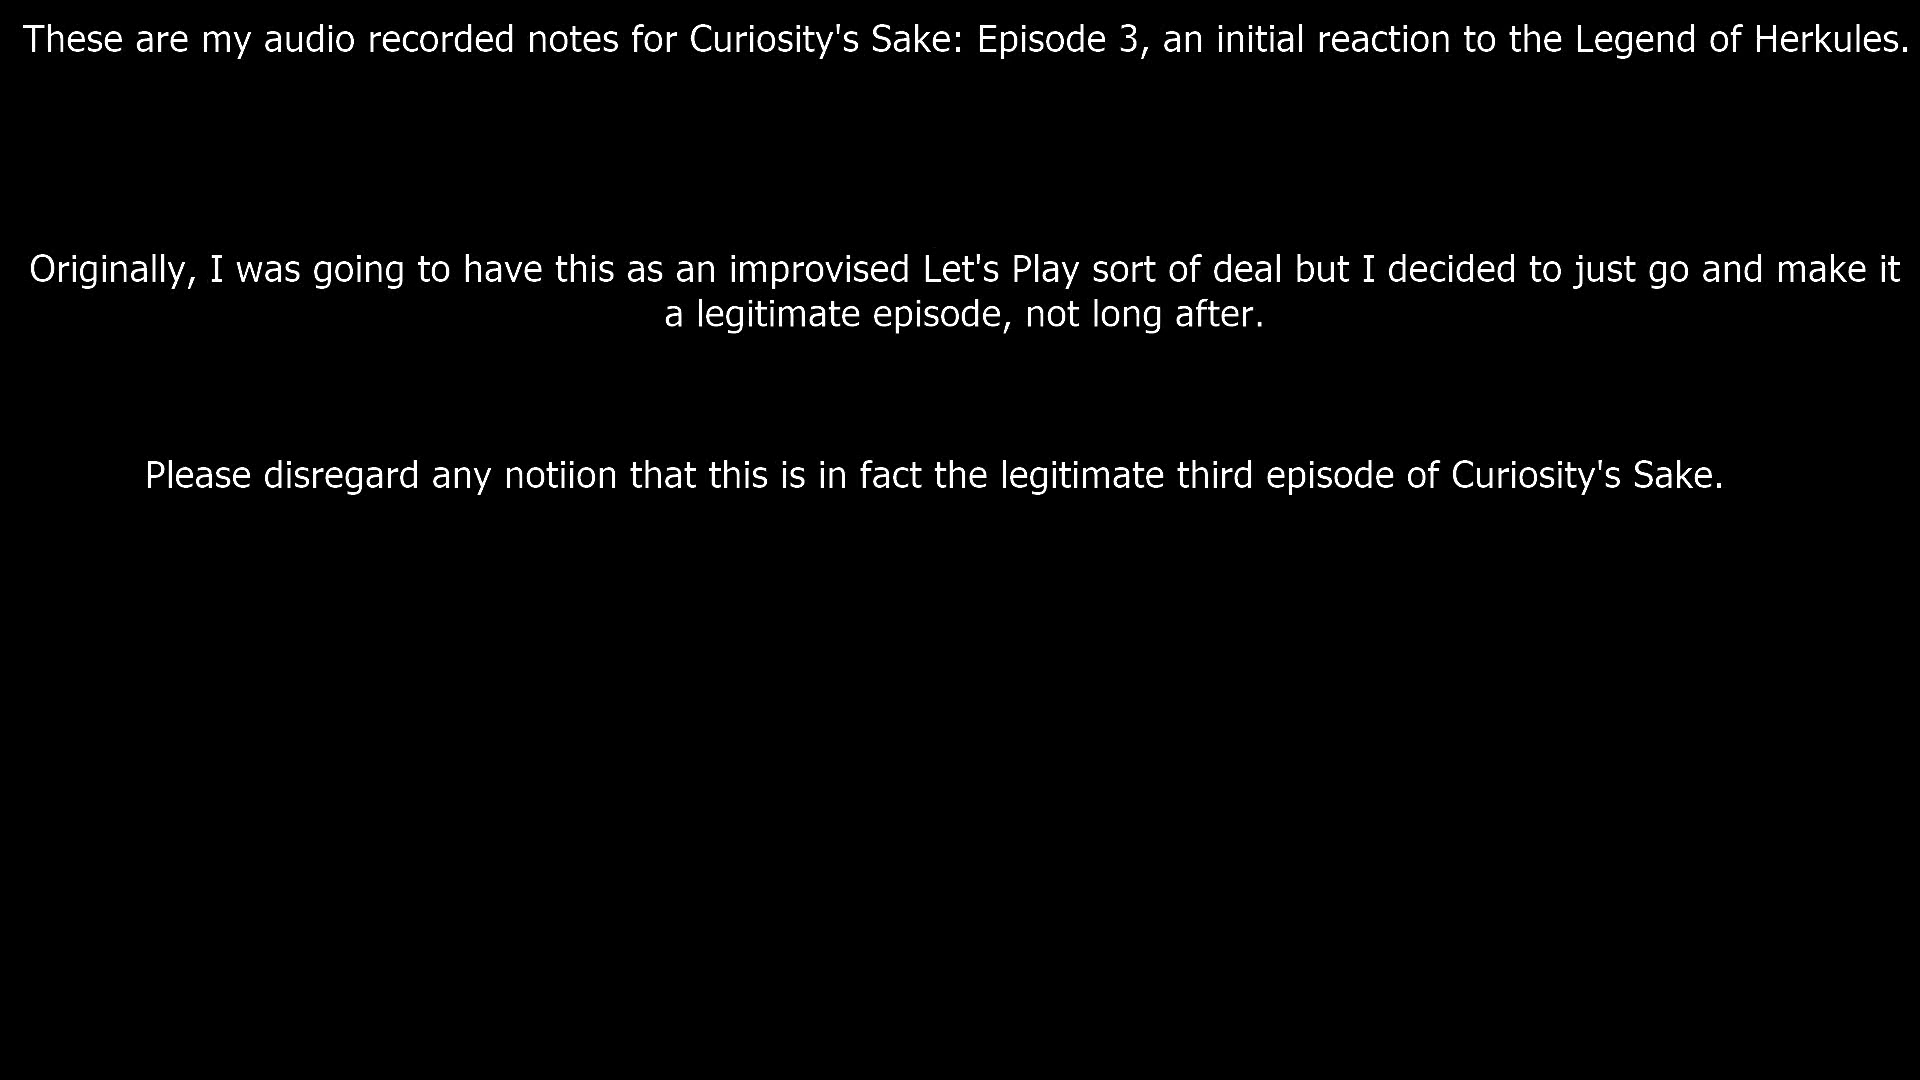 These are my audio recorded notes for Curiosity's Sake: Episode 3, an initial reaction to the Legend of Herkules.
Originally, I was going to have this as an improvised Let's Play sort of deal but I decided to just go and make it
a legitimate episode, not long after.
Please disregard any notiion that this is in fact the legitimate third episode of Curiosity's Sake.